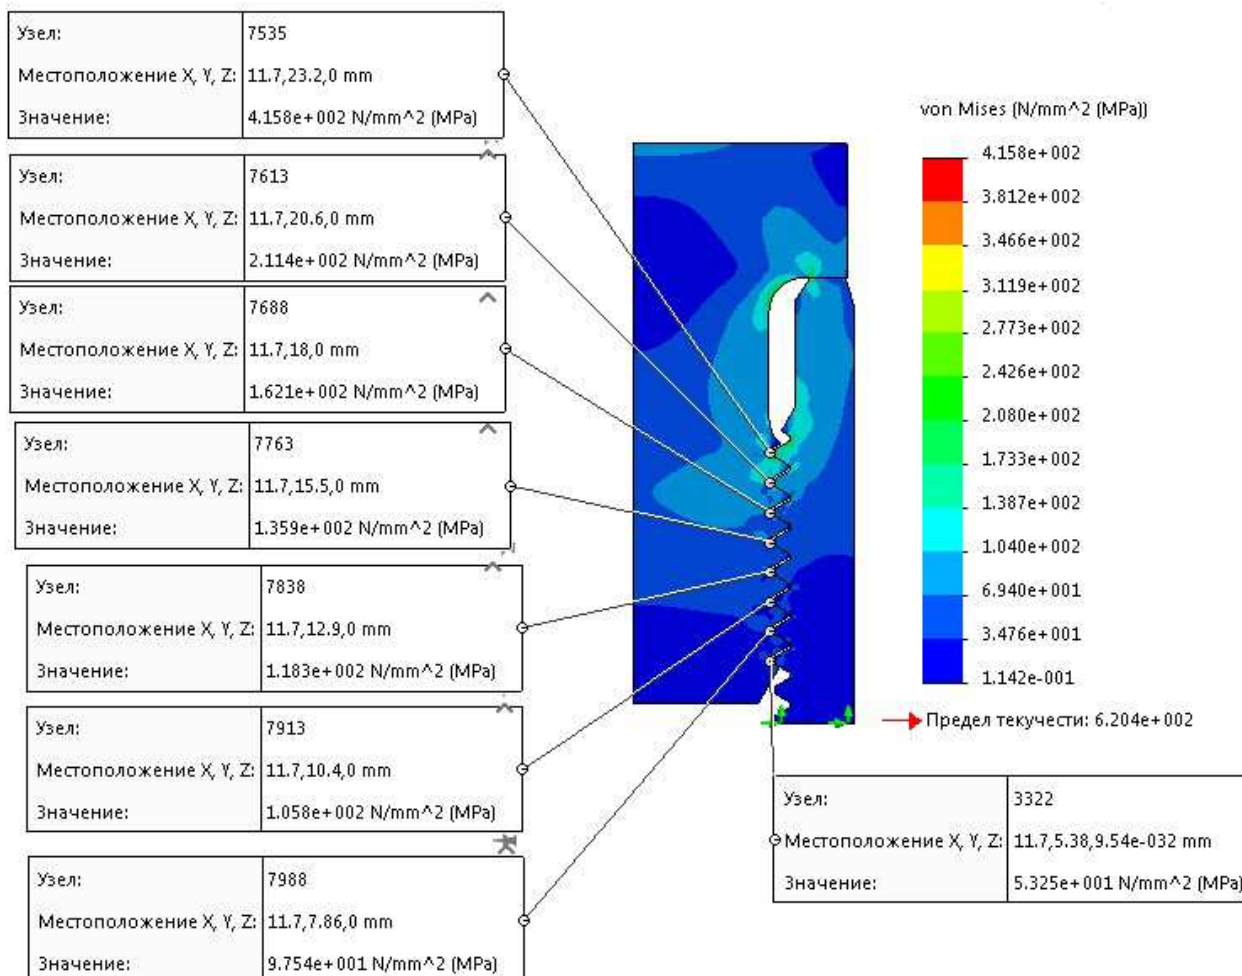 Узел: 7535
Местоположение X, Y, Z: 11.7,23.2,0 mm
Значение: 4.158e+002 N/mm^2 (MPa)
Узел: 7613
Местоположение X, Y, Z: 11.7,20.6,0 mm
Значение: 2.114e+002 N/mm^2 (MPa)
Узел: 7688
Местоположение X, Y, Z: 11.7,18,0 mm
Значение: 1.621e+002 N/mm^2 (MPa)
Узел: 7763
Местоположение X, Y, Z: 11.7,15.5,0 mm
Значение: 1.359e+002 N/mm^2 (MPa)
Узел: 7838
Местоположение X, Y, Z: 11.7,12.9,0 mm
Значение: 1.183e+002 N/mm^2 (MPa)
Узел: 7913
Местоположение X, Y, Z: 11.7,10.4,0 mm
Значение: 1.058e+002 N/mm^2 (MPa)
Узел: 7988
Местоположение X, Y, Z: 11.7,7.86,0 mm
Значение: 9.754e+001 N/mm^2 (MPa)
von Mises (N/mm^2 (MPa))
4.158e+002
3.812e+002
3.466e+002
3.119e+002
2.773e+002
2.426e+002
2.080e+002
1.733e+002
1.387e+002
1.040e+002
6.940e+001
3.476e+001
1.142e-001
Предел текучести: 6.204e+002
Узел: 3322
Местоположение X, Y, Z: 11.7,5.38,9.54e-032 mm
Значение: 5.325e+001 N/mm^2 (MPa)